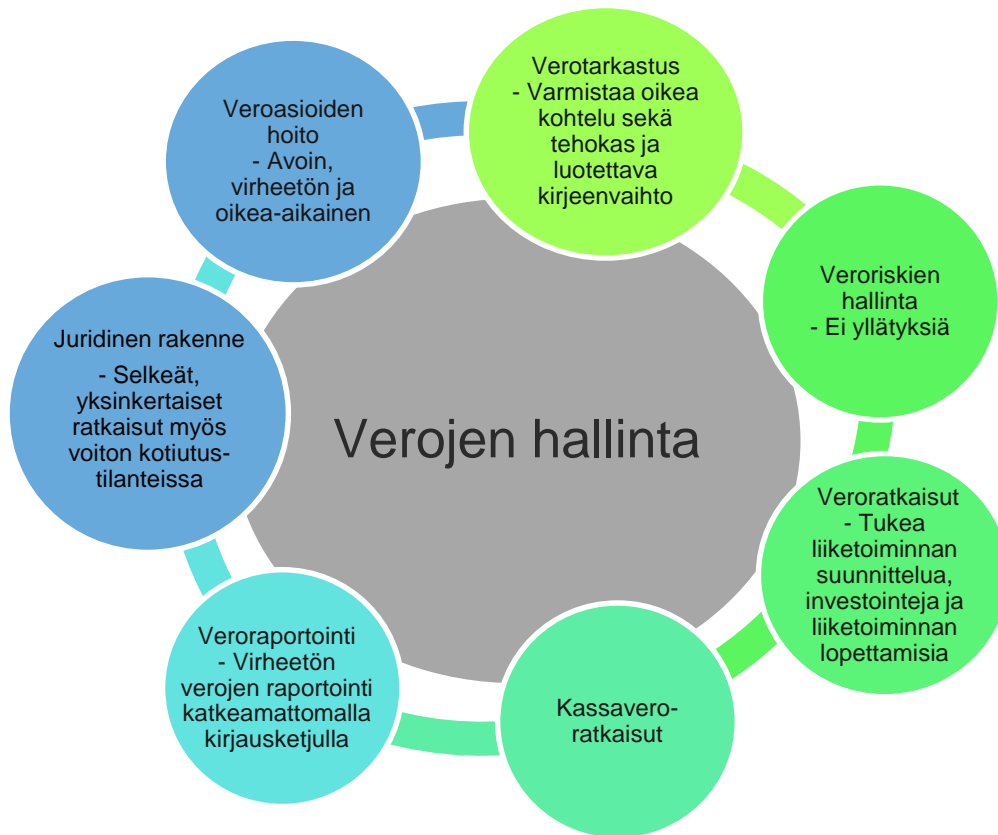 Verotarkastus
- Varmistaa oikea
kohtelu sekä
tehokas ja
luotettava
kirjeenvaihto
Veroasioiden
hoito
- Avoin,
virheetön ja
oikea-aikainen
Veroriskien
hallinta
- Ei yllätyksiä
Juridinen rakenne
- Selkeät,
yksinkertaiset
ratkaisut myös
voiton kotiutus-
tilanteissa
Verojen hallinta
Veroratkaisut
- Tukea
liiketoiminnan
suunnittelua,
investointeja ja
liiketoiminnan
lopettamisia
Veroraportointi
- Virheetön
verojen raportointi
katkeamattomalla
kirjausketjulla
Kassavero-
ratkaisut